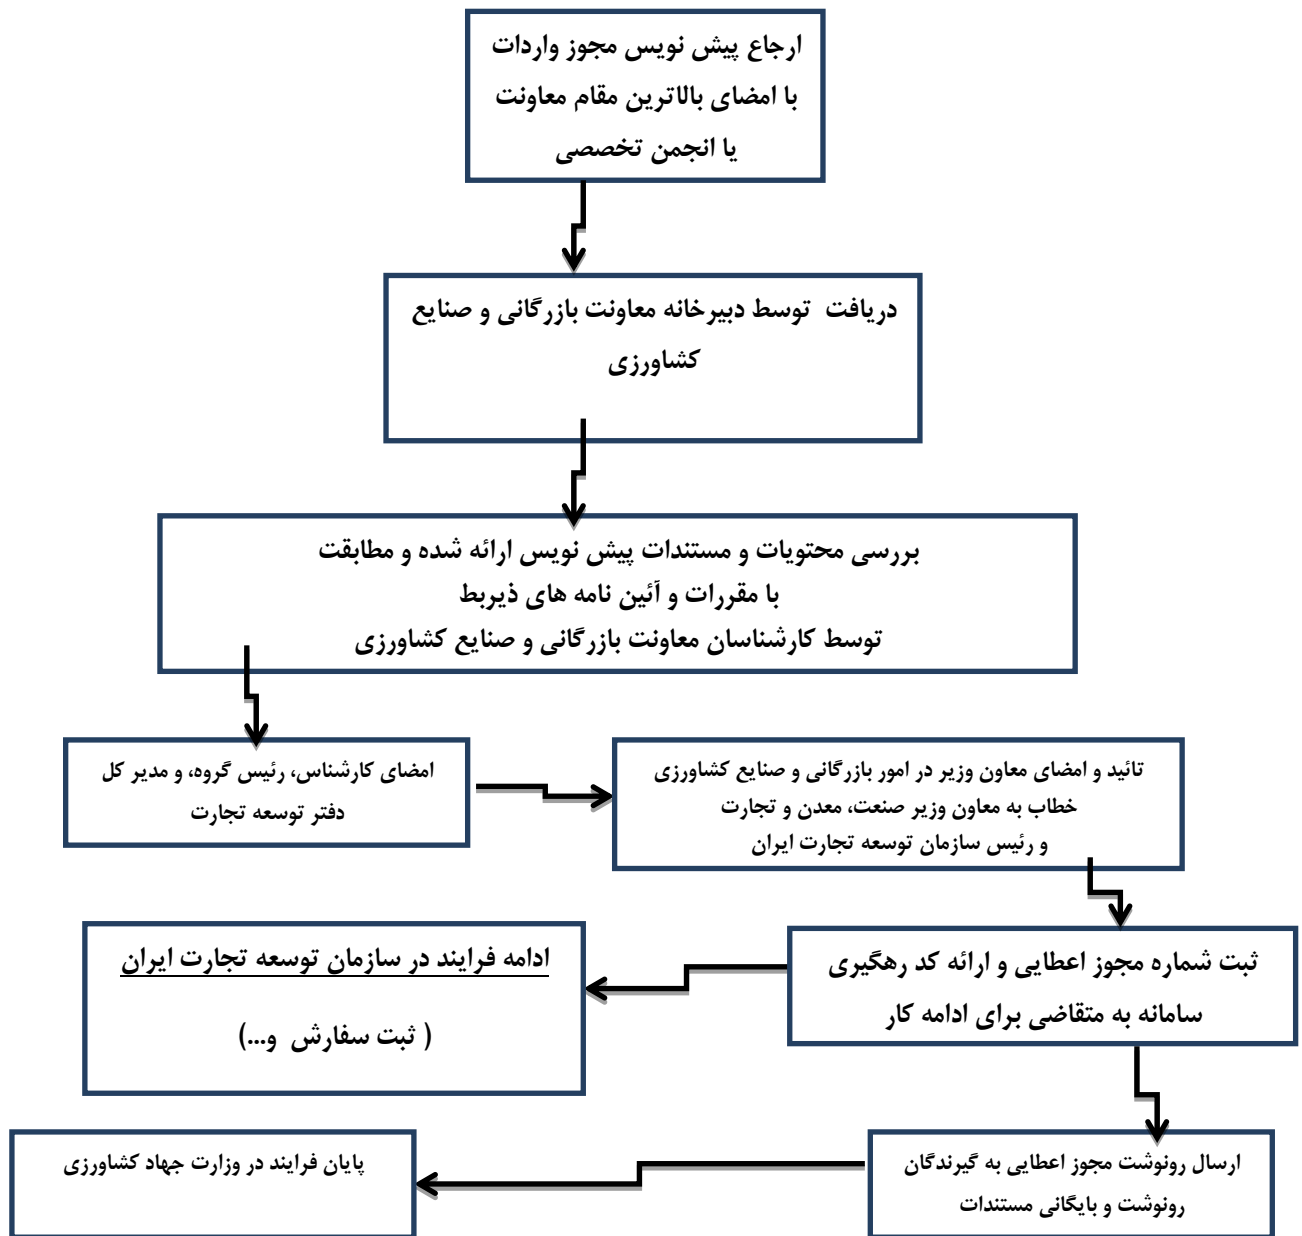 ارجاع پیش نویس مجوز واردات
با امضای بالاترین مقام معاونت
یا انجمن تخصصی
دریافت توسط دبیرخانه معاونت بازرگانی و صنایع
کشاورزی
بررسی محتویات و مستندات پیش نویس ارائه شده و مطابقت
با مقررات و آئین نامه های ذیربط
توسط کارشناسان معاونت بازرگانی و صنایع کشاورزی
امضای کارشناس، رئیس گروه، و مدیر کل
دفتر توسعه تجارت
تائید و امضای معاون وزیر در امور بازرگانی و صنایع کشاورزی
خطاب به معاون وزیر صنعت، معدن و تجارت
و رئیس سازمان توسعه تجارت ایران
ثبت شماره مجوز اعطایی و ارائه کد رهگیری
سامانه به متقاضی برای ادامه کار
ادامه فرایند در سازمان توسعه تجارت ایران
( ثبت سفارش و...)
ارسال رونوشت مجوز اعطایی به گیرندگان
رونوشت و بایگانی مستندات
پایان فرایند در وزارت جهاد کشاورزی